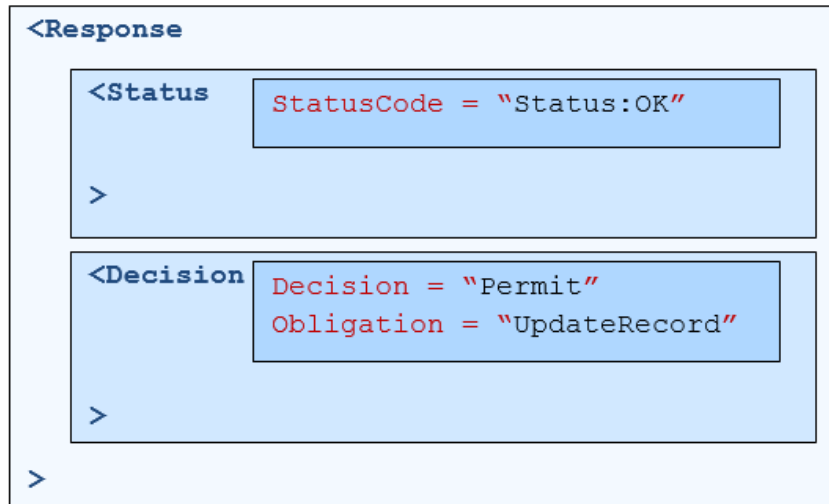 <Response
<Status
StatusCode = “Status:OK”
>
<Decision
Decision = “Permit”
Obligation = “UpdateRecord”
>
>